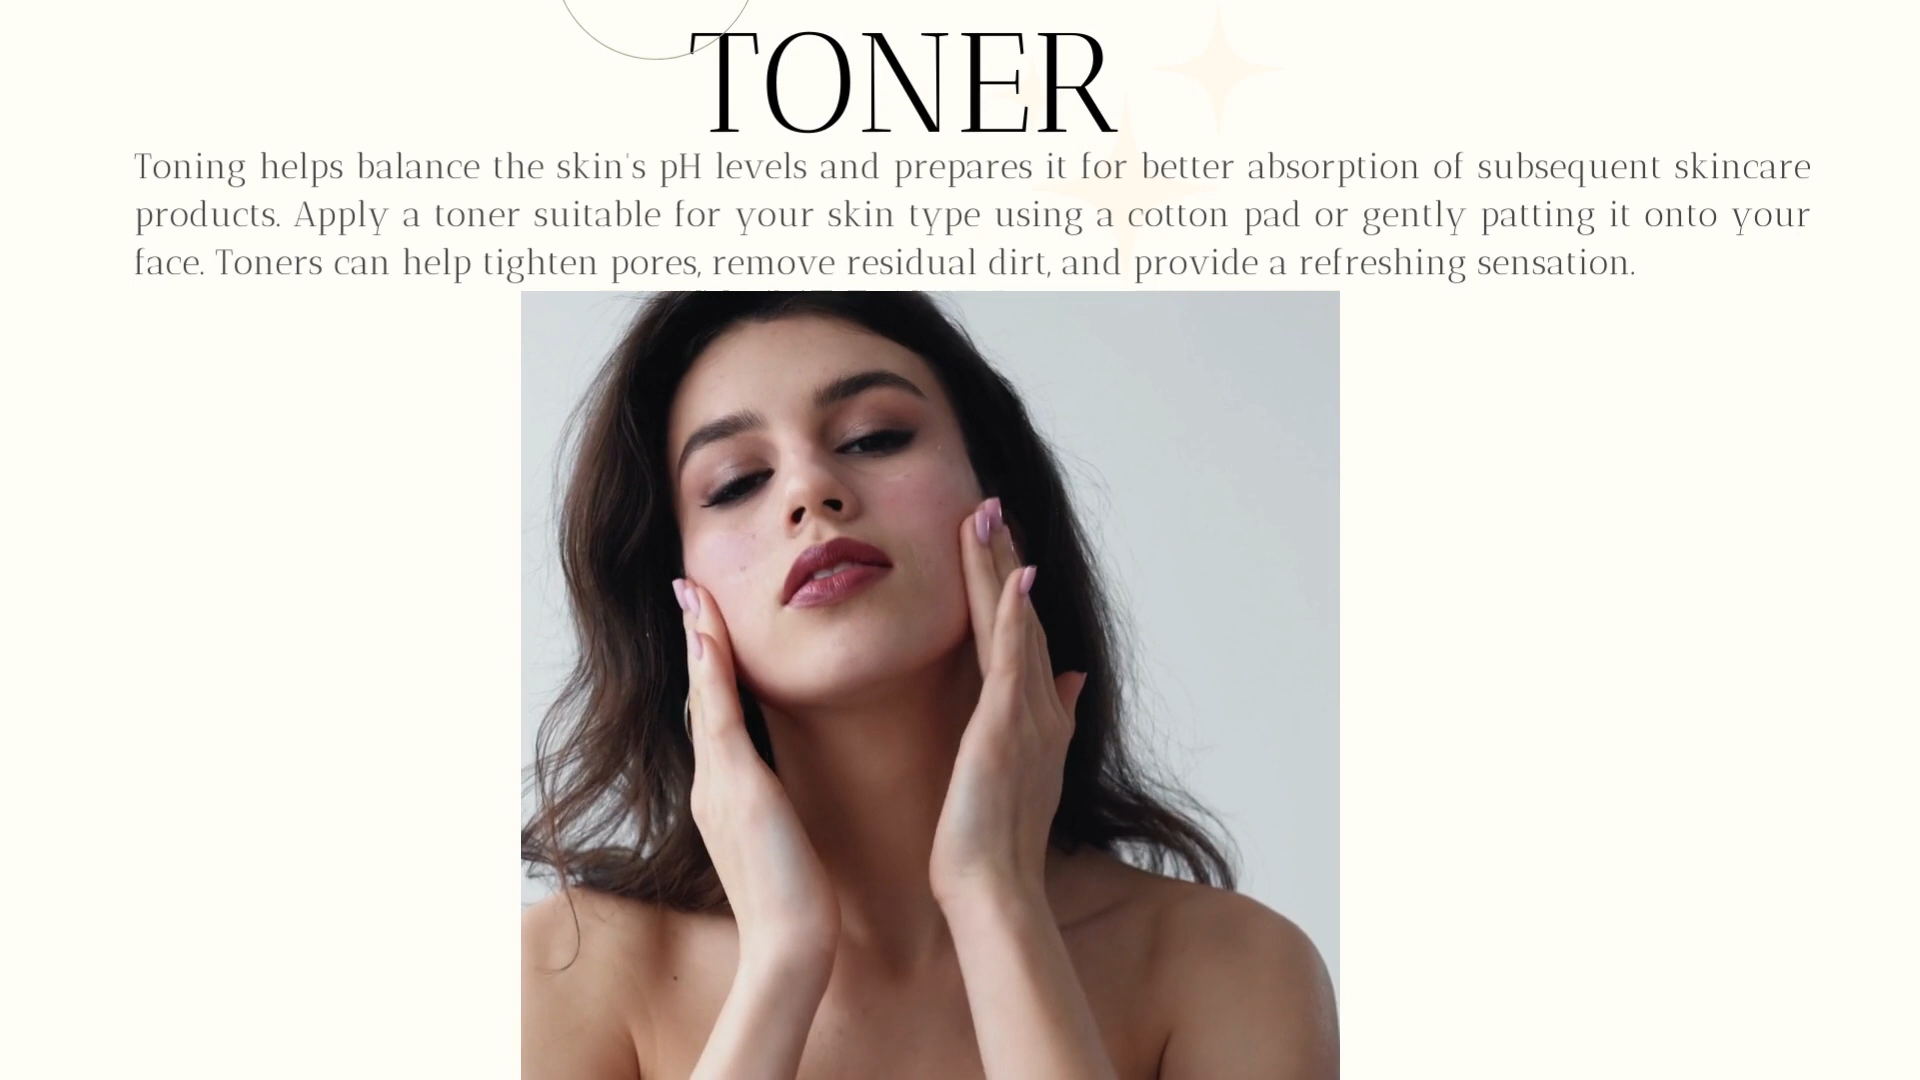 TONER
Toning helps balance the skin's pH levels and prepares it for better absorption of subsequent skincare
products. Apply a toner suitable for your skin type using a cotton pad or gently patting it onto your
face. Toners can help tighten pores, remove residual dirt, and provide a refreshing sensation.